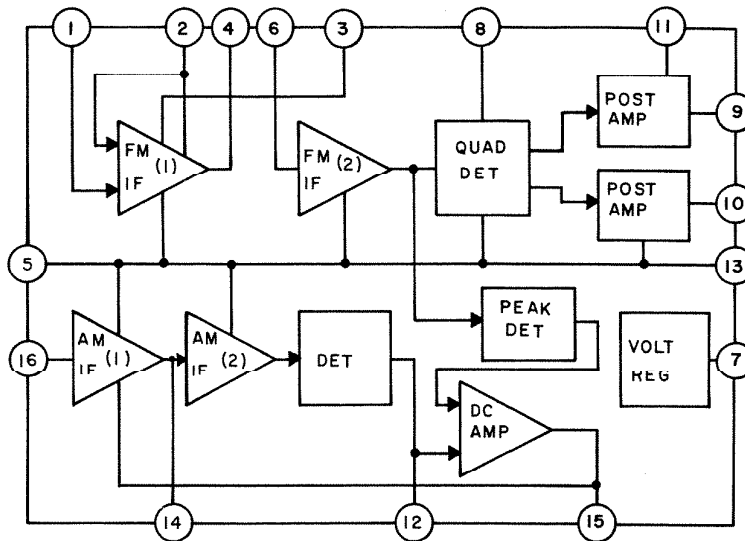 1 2 4 6 3 8 11
POST
AMP
9
FM (1)
IF
FM (2)
IF
QUAD
DET
POST
AMP
10
5
13
PEAK
DET
AM (1)
IF
AM (2)
IF
DET
VOLT
REG
16
7
DC
AMP
14 12 15